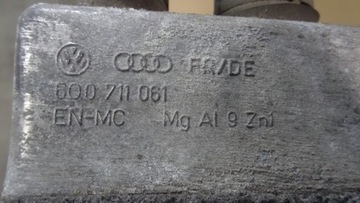 FR/DE
6Q0 711 061
EN-MC Mg Al 9 Zn1